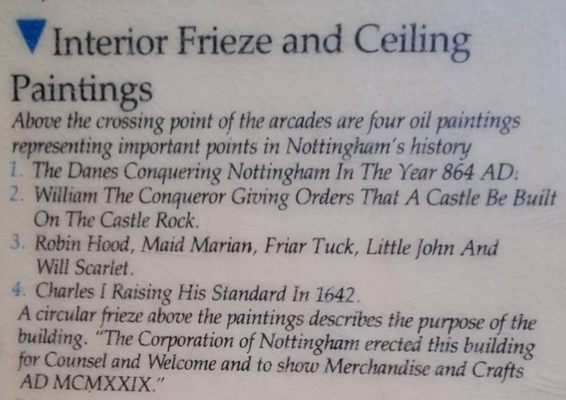 Interior Frieze and Ceiling
Paintings
Above the crossing point of the arcades are four oil paintings
representing important points in Nottingham's history
1. The Danes Conquering Nottingham In The Year 864 AD.
2. William The Conqueror Giving Orders That A Castle Be Built
On The Castle Rock.
3. Robin Hood, Maid Marian, Friar Tuck, Little John And
Will Scarlet.
4. Charles I Raising His Standard In 1642.
A circular frieze above the paintings describes the purpose of the
building. "The Corporation of Nottingham erected this building
for Counsel and Welcome and to show Merchandise and Crafts
AD MCMXXIX."